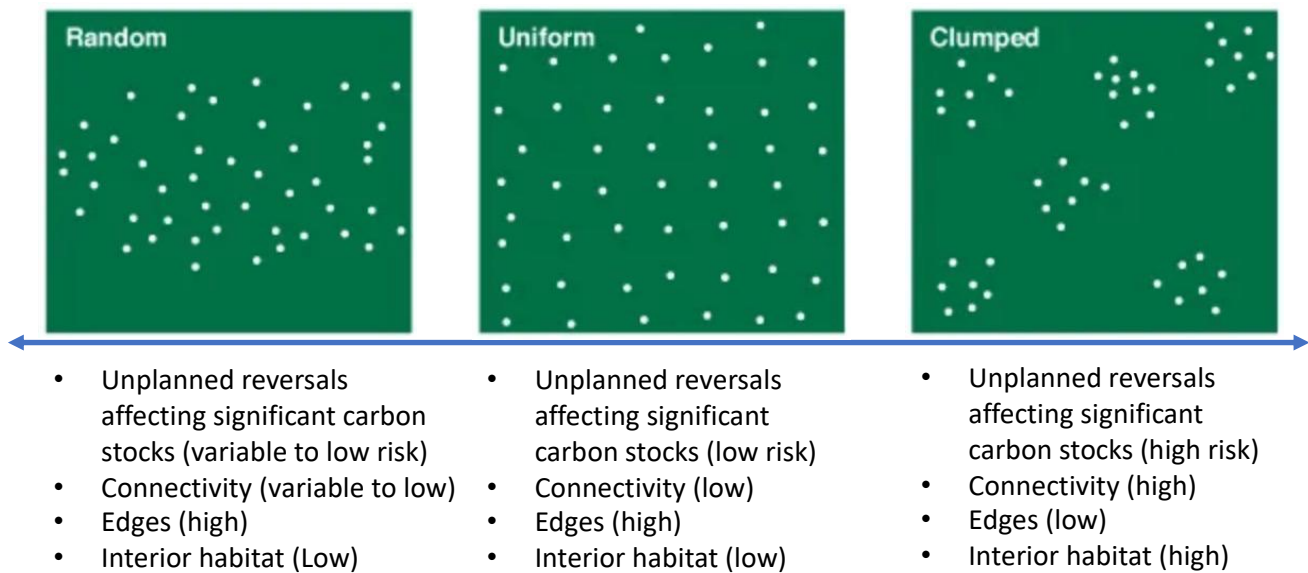 Random
Uniform
Clumped
• Unplanned reversals
affecting significant carbon
stocks (variable to low risk)
• Connectivity (variable to low)
• Edges (high)
• Interior habitat (Low)
• Unplanned reversals
affecting significant
carbon stocks (low risk)
• Connectivity (low)
• Edges (high)
• Interior habitat (low)
• Unplanned reversals
affecting significant
carbon stocks (high risk)
• Connectivity (high)
• Edges (low)
• Interior habitat (high)